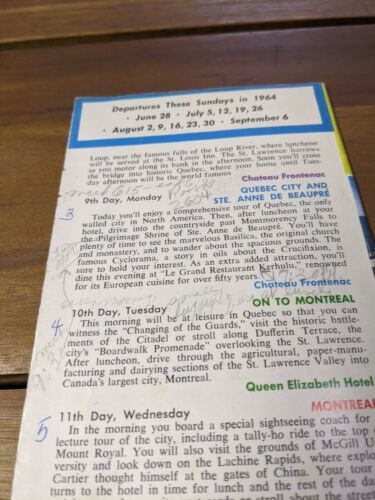 Departures These Sundays in 1964
· June 28 · July 5, 12, 19, 26
· August 2, 9, 16, 23, 30 · September 6
Loup, near the famous falls of the Loup River, where luncheon
will be served at the St. Louis Inn. The St. Lawrence narrows
as you motor along its bank in the afternoon. Soon you'll cross
the bridge into historic Quebec, where your home until Tues-
day afternoon will be the world famous
Chateau Frontenac
9th Day, Monday
QUEBEC CITY AND
STE. ANNE DE BEAUPRÉ
3
Today you'll enjoy a comprehensive tour of Quebec, the only
walled city in North America. Then, after luncheon at your
hotel, drive into the countryside past Montmorency Falls to
the Pilgrimage Shrine of Ste. Anne de Beaupré. You'll have
plenty of time to see the marvelous Basilica, the original church
and monastery, and to wander about the spacious grounds. The
famous Cyclorama, a story in oils about the Crucifixion, is
sure to hold your interest. As an extra added attraction, you'll
dine this evening at "Le Grand Restaurant Kerhulu," renowned
for its European cuisine for over fifty years.
Chateau Frontenac
10th Day, Tuesday
ON TO MONTREAL
4
This morning will be at leisure in Quebec so that you can
witness the "Changing of the Guards," visit the historic battle-
ments of the Citadel or stroll along Dufferin Terrace, the
city's "Boardwalk Promenade" overlooking the St. Lawrence.
After luncheon, drive through the agricultural, paper-manu-
facturing and dairying sections of the St. Lawrence Valley into
Canada's largest city, Montreal.
Queen Elizabeth Hotel
11th Day, Wednesday
MONTREAL
5
In the morning you board a special sightseeing coach for
lecture tour of the city, including a tally-ho ride to the top
Mount Royal. You will also visit the grounds of McGill U
versity and look down on the Lachine Rapids, where explor
Cartier thought himself at the gates of China. Your tour
turns to the hotel in time for lunch and the rest of the